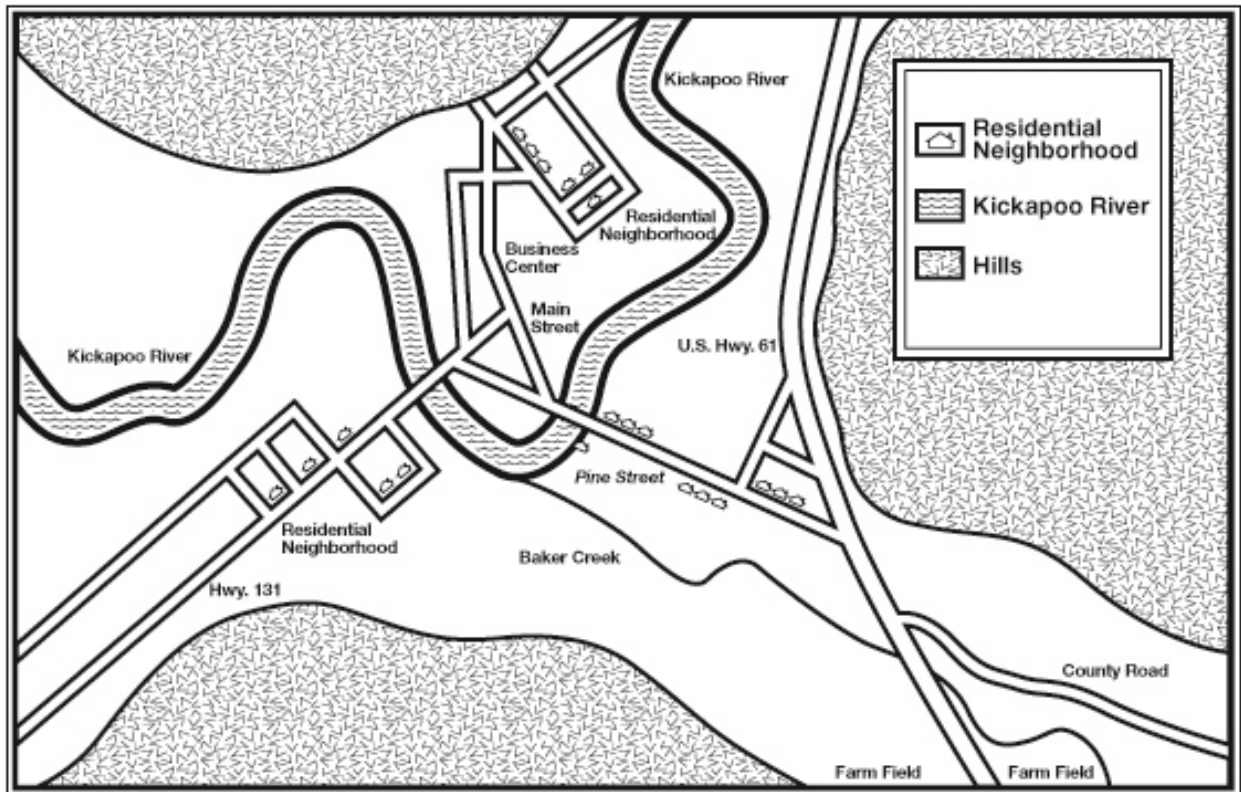 Kickapoo River
Residential
Neighborhood
Kickapoo River
Hills
Residential
Neighborhood
Business
Center
Main
Street
U.S. Hwy. 61
Kickapoo River
Pine Street
Residential
Neighborhood
Baker Creek
Hwy. 131
County Road
Farm Field
Farm Field